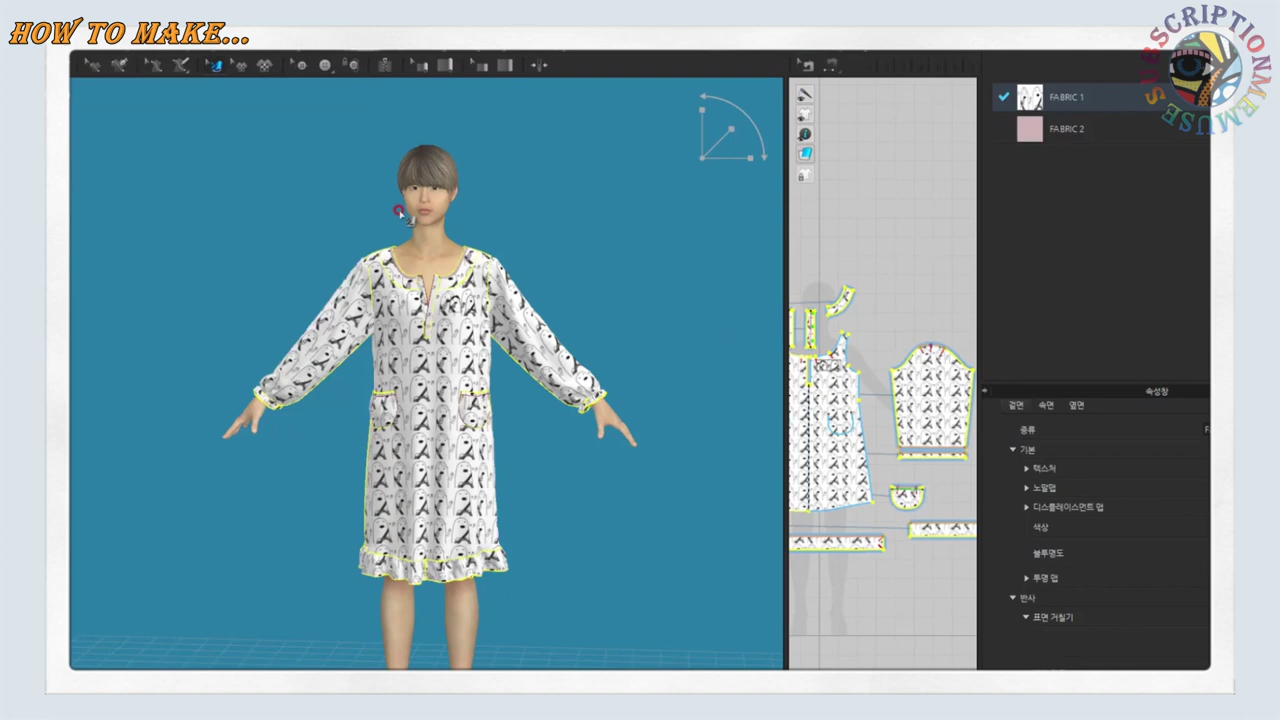 HOW TO MAKE...
SUBSCRIPTIONMEMUSE
FABRIC 1
FABRIC 2
속성창
겉면 속면 옆면
종류
기본
텍스처
노말맵
디스플레이스먼트 맵
색상
불투명도
투명 맵
반사
표면 거칠기